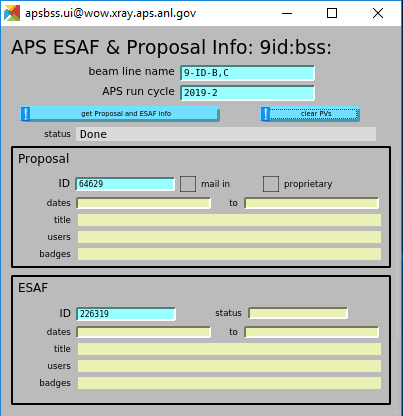 apsbss.ui@wow.xray.aps.anl.gov
APS ESAF & Proposal Info: 9id:bss:
beam line name 9-ID-B,C
APS run cycle 2019-2
! get Proposal and ESAF info ! clear PVs
status Done
Proposal
ID 64629 mail in proprietary
dates to
title
users
badges
ESAF
ID 226319 status
dates to
title
users
badges